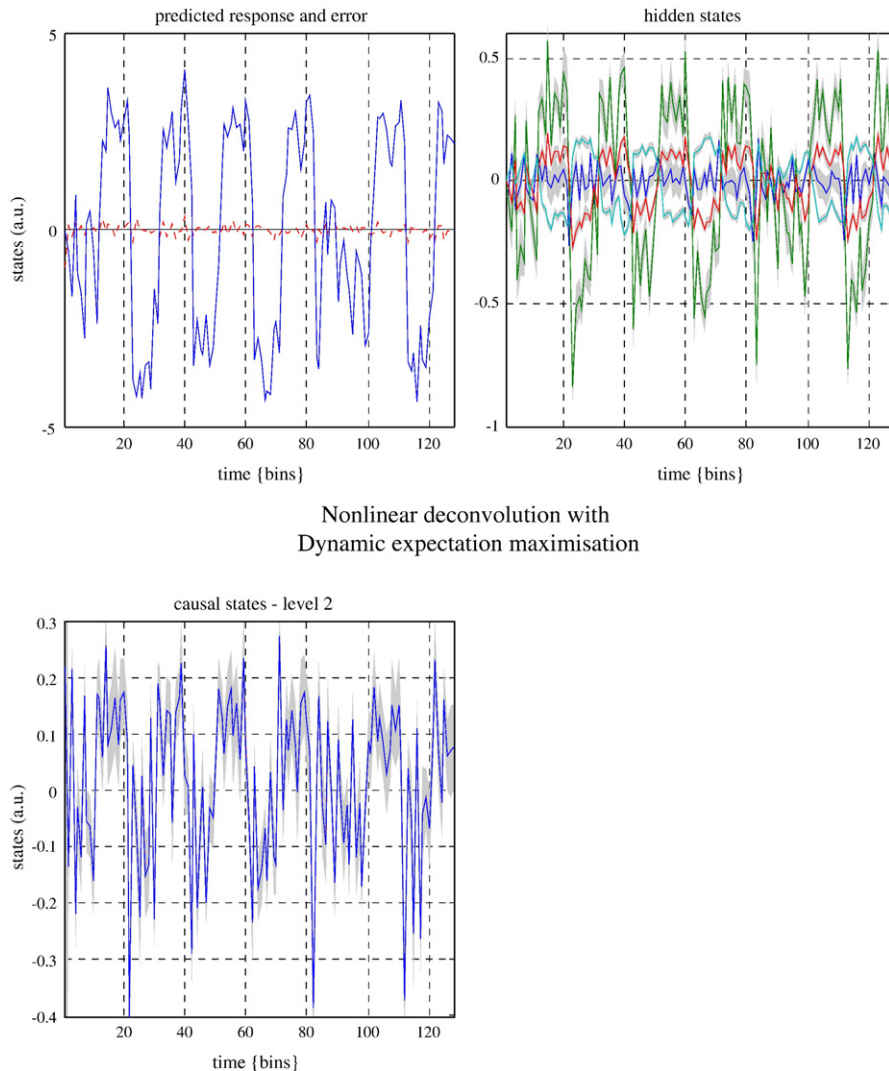 predicted response and error
5
0
-5
states (a.u.)
20 40 60 80 100 120
time {bins}
hidden states
0.5
0
-0.5
-1
20 40 60 80 100 120
time {bins}
Nonlinear deconvolution with
Dynamic expectation maximisation
causal states - level 2
0.3
0.2
0.1
0
-0.1
-0.2
-0.3
-0.4
states (a.u.)
20 40 60 80 100 120
time {bins}